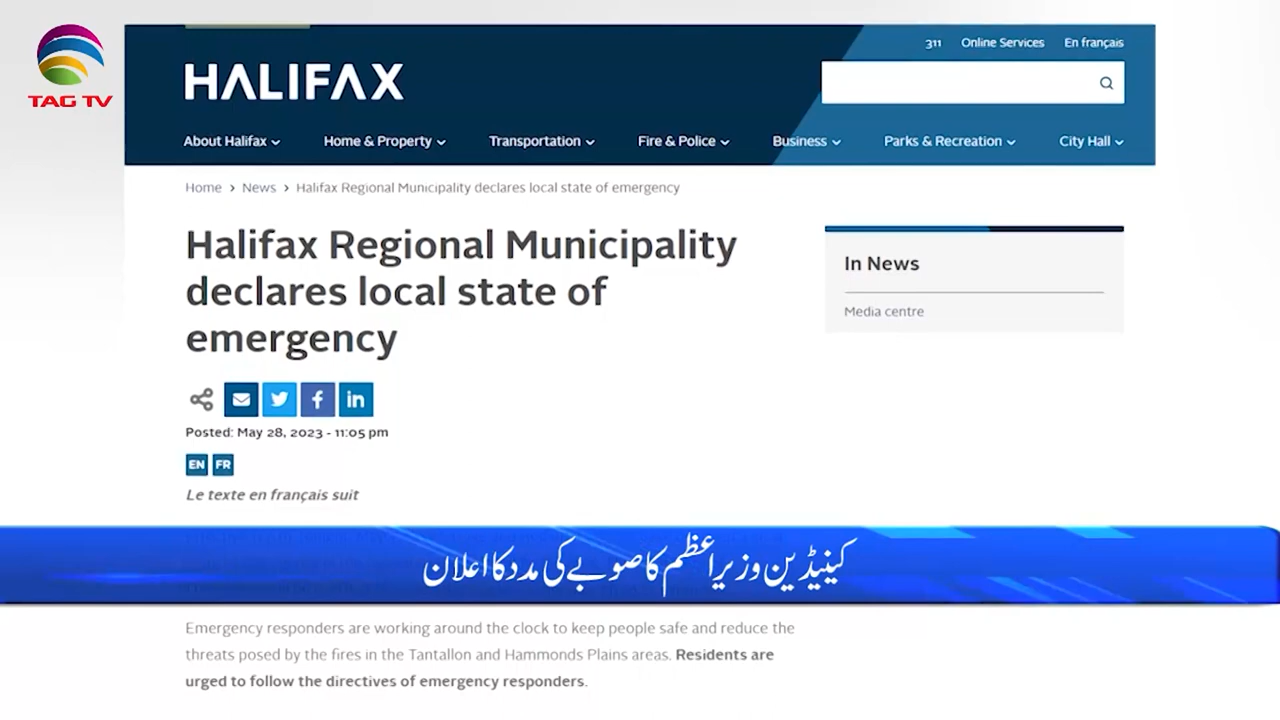 TAG TV
HALIFAX
311 Online Services En français
About Halifax Home & Property Transportation Fire & Police Business Parks & Recreation City Hall
Home > News > Halifax Regional Municipality declares local state of emergency
Halifax Regional Municipality
declares local state of
emergency
In News
Media centre
Posted: May 28, 2023 - 11:05 pm
EN FR
Le texte en français suit
کینیڈین وزیراعظم کا صوبے کی مدد کا اعلان
Emergency responders are working around the clock to keep people safe and reduce the
threats posed by the fires in the Tantallon and Hammonds Plains areas. Residents are
urged to follow the directives of emergency responders.